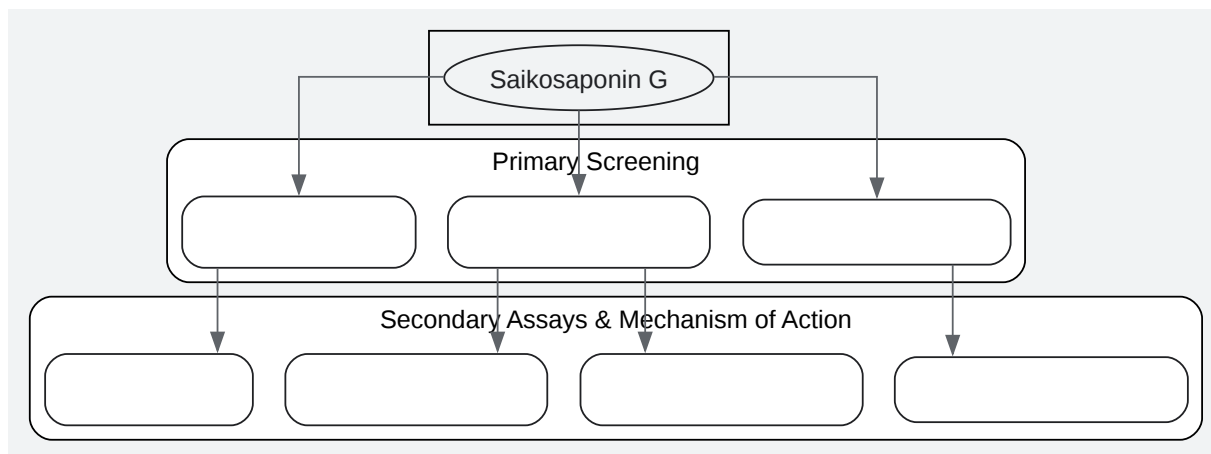 Saikosaponin G
Primary Screening
Secondary Assays & Mechanism of Action